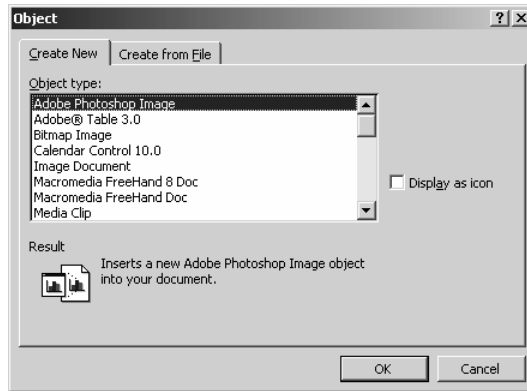 Object
Create New
Create from File
Object type:
Adobe Photoshop Image
Adobe® Table 3.0
Bitmap Image
Calendar Control 10.0
Image Document
Macromedia FreeHand 8 Doc
Macromedia FreeHand Doc
Media Clip
Display as icon
Result
Inserts a new Adobe Photoshop Image object
into your document.
OK
Cancel